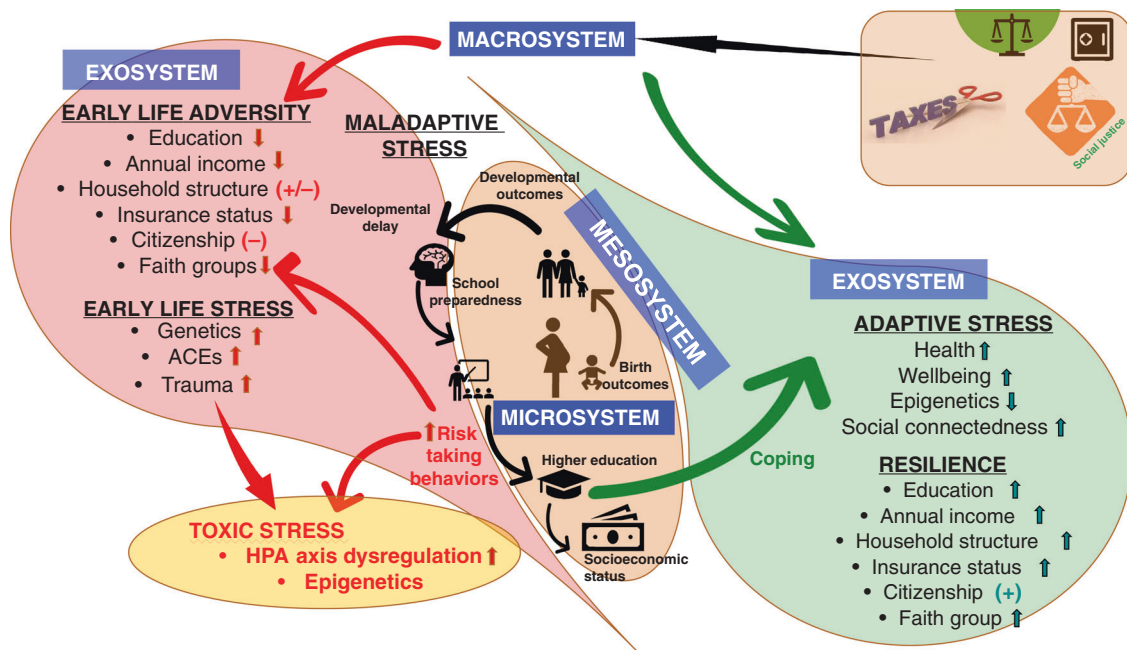 MACROSYSTEM
TAXES
Social justice
EXOSYSTEM
EARLY LIFE ADVERSITY
• Education ↓
• Annual income ↓
• Household structure (+/–)
• Insurance status ↓
• Citizenship (–)
• Faith groups ↓
EARLY LIFE STRESS
• Genetics ↑
• ACEs ↑
• Trauma ↑
MALADAPTIVE
STRESS
Developmental
outcomes
Developmental
delay
School
preparedness
MESOSYSTEM
Birth
outcomes
MICROSYSTEM
Higher education
Socioeconomic
status
↑ Risk
taking
behaviors
TOXIC STRESS
• HPA axis dysregulation ↑
• Epigenetics
Coping
EXOSYSTEM
ADAPTIVE STRESS
Health ↑
Wellbeing ↑
Epigenetics ↓
Social connectedness ↑
RESILIENCE
• Education ↑
• Annual income ↑
• Household structure ↑
• Insurance status ↑
• Citizenship (+)
• Faith group ↑